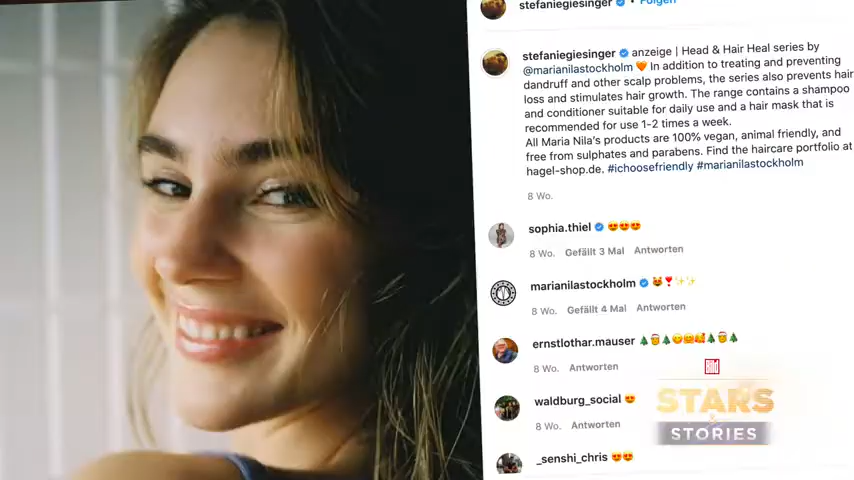 stefaniegiesinger • Folgen
stefaniegiesinger anzeige | Head & Hair Heal series by
@marianilastockholm 🧡 In addition to treating and preventing
dandruff and other scalp problems, the series also prevents hair
loss and stimulates hair growth. The range contains a shampoo
and conditioner suitable for daily use and a hair mask that is
recommended for use 1-2 times a week.
All Maria Nila's products are 100% vegan, animal friendly, and
free from sulphates and parabens. Find the haircare portfolio at
hagel-shop.de. #ichoosefriendly #marianilastockholm
8 Wo.
sophia.thiel 😍😍😍
8 Wo. Gefällt 3 Mal Antworten
marianilastockholm 😻❣️✨✨
8 Wo. Gefällt 4 Mal Antworten
ernstlothar.mauser 🎄🎅🎄😋😊🥰🎄🎅🎄
8 Wo. Antworten
waldburg_social 😍
8 Wo. Antworten
_senshi_chris 😍😍
Bild
STARS
&
STORIES